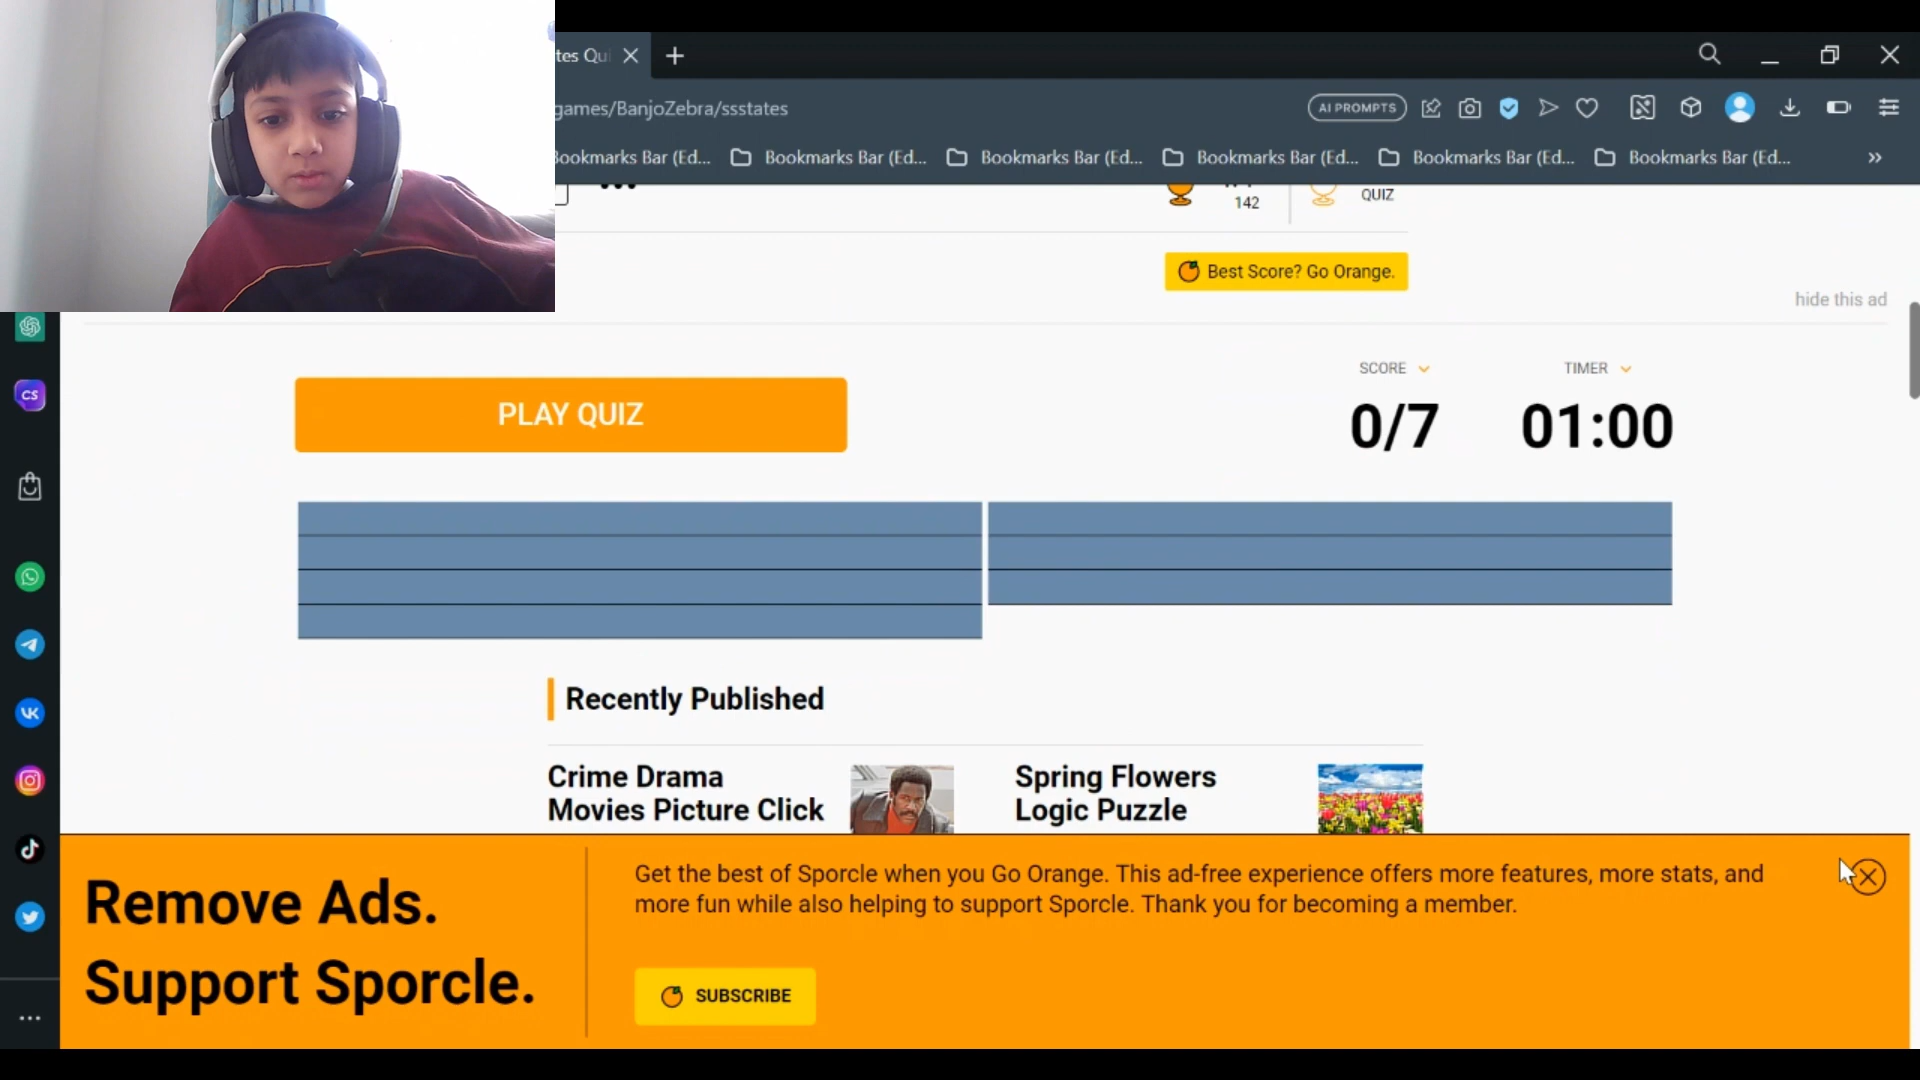 tes Qu
games/BanjoZebra/ssstates
AI PROMPTS
Bookmarks Bar (Ed...
Bookmarks Bar (Ed...
Bookmarks Bar (Ed...
Bookmarks Bar (Ed...
Bookmarks Bar (Ed...
Bookmarks Bar (Ed...
142
QUIZ
Best Score? Go Orange.
hide this ad
CS
PLAY QUIZ
SCORE
0/7
TIMER
01:00
Recently Published
Crime Drama
Movies Picture Click
Spring Flowers
Logic Puzzle
Remove Ads.
Support Sporcle.
Get the best of Sporcle when you Go Orange. This ad-free experience offers more features, more stats, and
more fun while also helping to support Sporcle. Thank you for becoming a member.
SUBSCRIBE